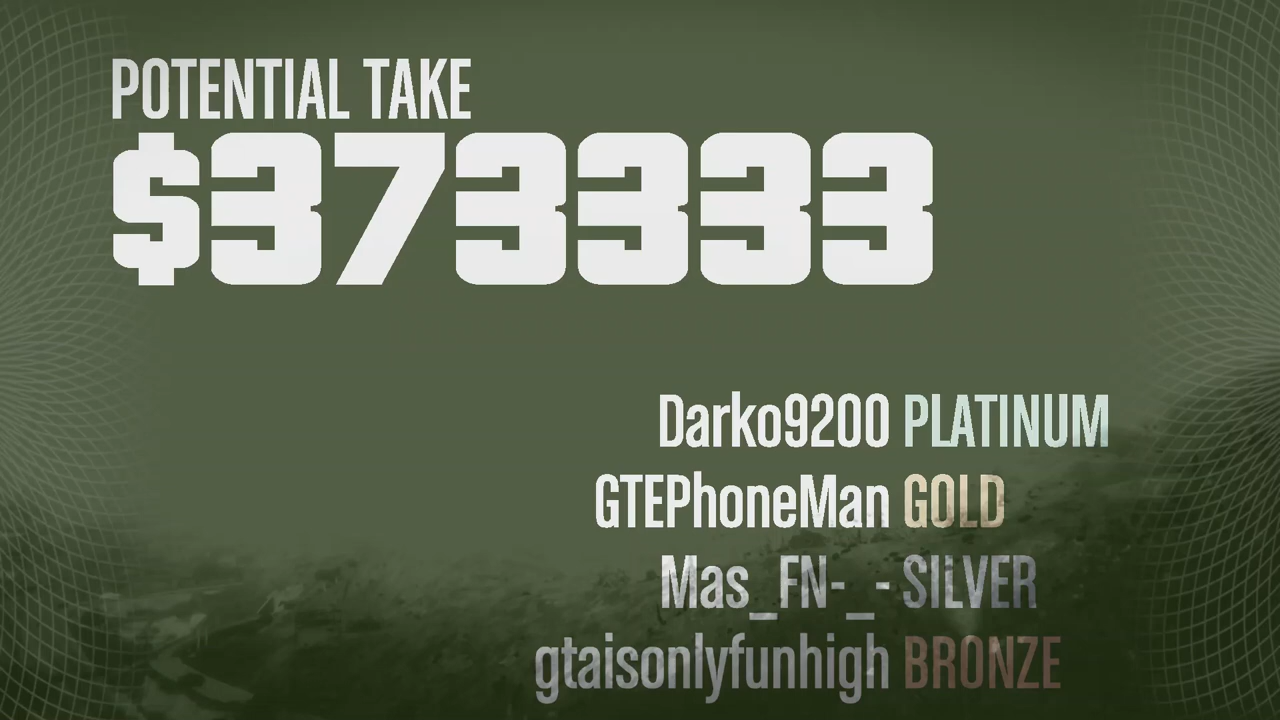 POTENTIAL TAKE
$373333
Darko9200 PLATINUM
GTEPhoneMan GOLD
Mas_FN-_- SILVER
gtaisonlyfunhigh BRONZE